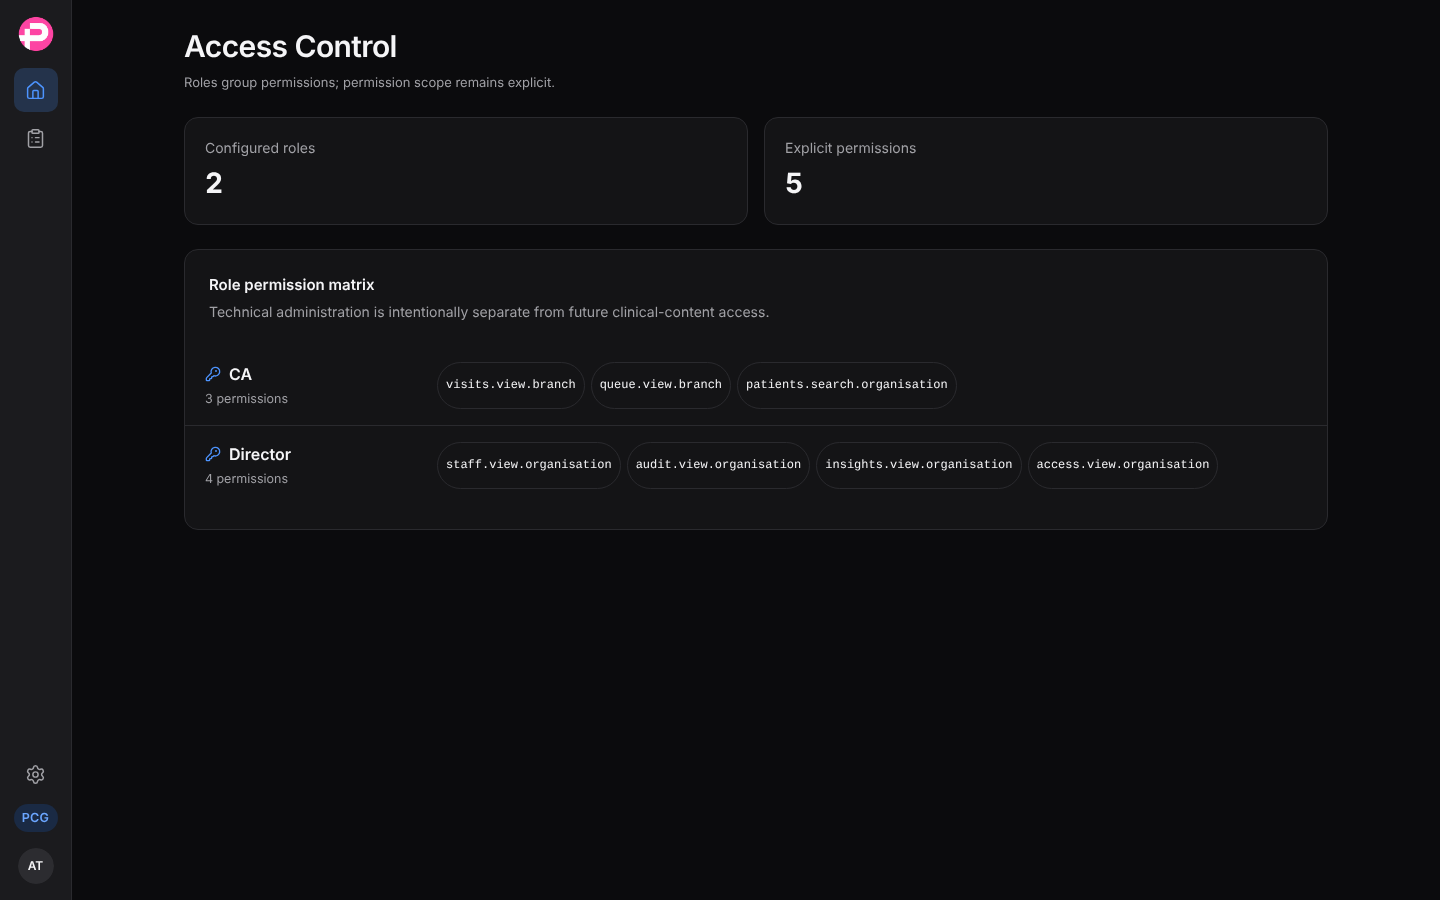 Access Control
Roles group permissions; permission scope remains explicit.
Configured roles
2
Explicit permissions
5
Role permission matrix
Technical administration is intentionally separate from future clinical-content access.
CA
3 permissions
visits.view.branch queue.view.branch patients.search.organisation
Director
4 permissions
staff.view.organisation audit.view.organisation insights.view.organisation access.view.organisation
PCG
AT